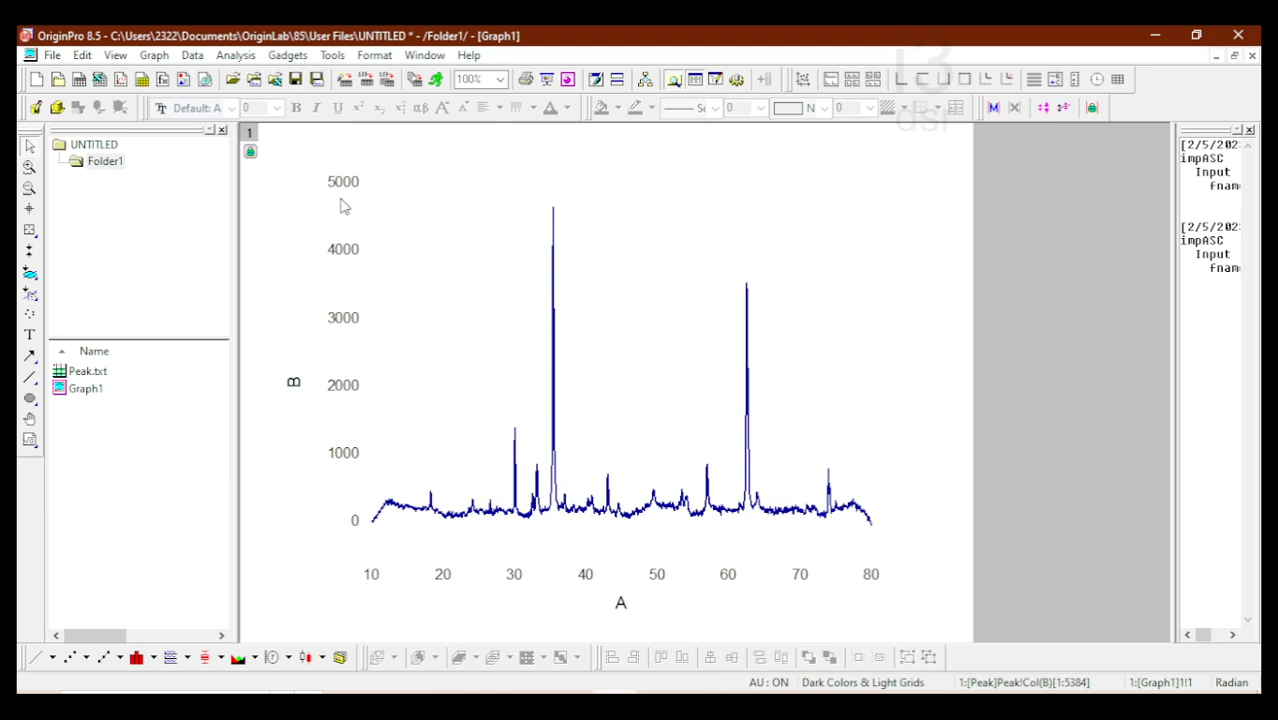 OriginPro 8.5 - C:\Users\2322\Documents\OriginLab\85\User Files\UNTITLED * - /Folder1/ - [Graph1]
File Edit View Graph Data Analysis Gadgets Tools Format Window Help
100%
Default: A 0 B I U αβ A A A 0 N 0
1
UNTITLED
Folder1
Name
Peak.txt
Graph1
5000
4000
3000
2000
1000
0
B
10 20 30 40 50 60 70 80
A
[2/5/202
impASC
Input
fname
[2/5/202
impASC
Input
fname
AU : ON Dark Colors & Light Grids 1:[Peak]Peak!Col(B)[1:5384] 1:[Graph1]1!1 Radian